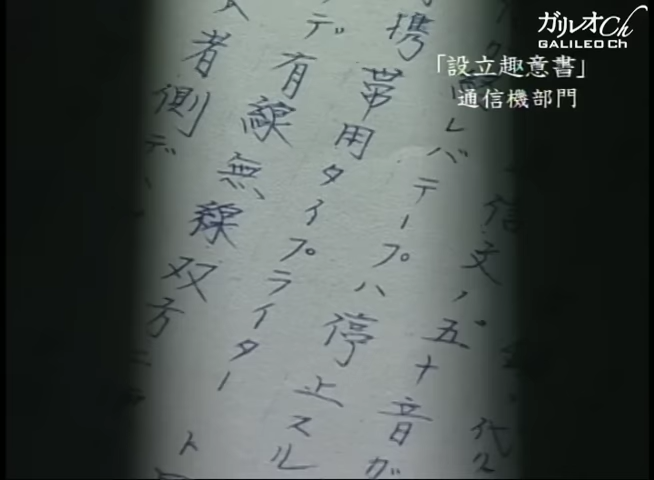 ガリレオCh
GALILEO Ch
「設立趣意書」
通信機部門
代
信文ノ五十音ガ
レバテープハ停止スル
携帯用タイプライター ト
デ有線無線双方ニ
者側デ